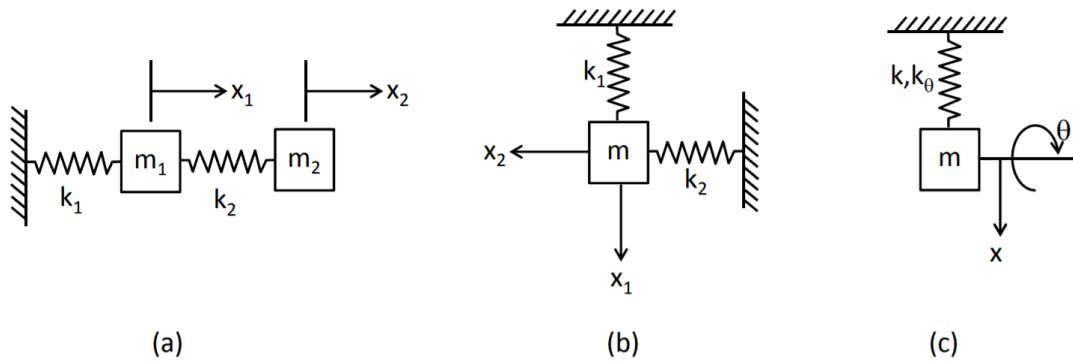 x₁
x₂
m₁
m₂
k₁
k₂
(a)
k₁
x₂
m
k₂
x₁
(b)
k,kθ
m
θ
x
(c)